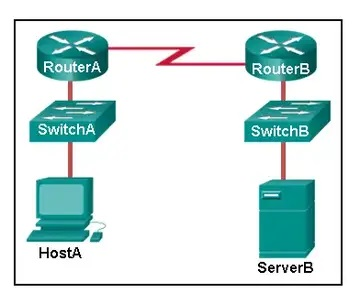 RouterA
RouterB
SwitchA
SwitchB
HostA
ServerB